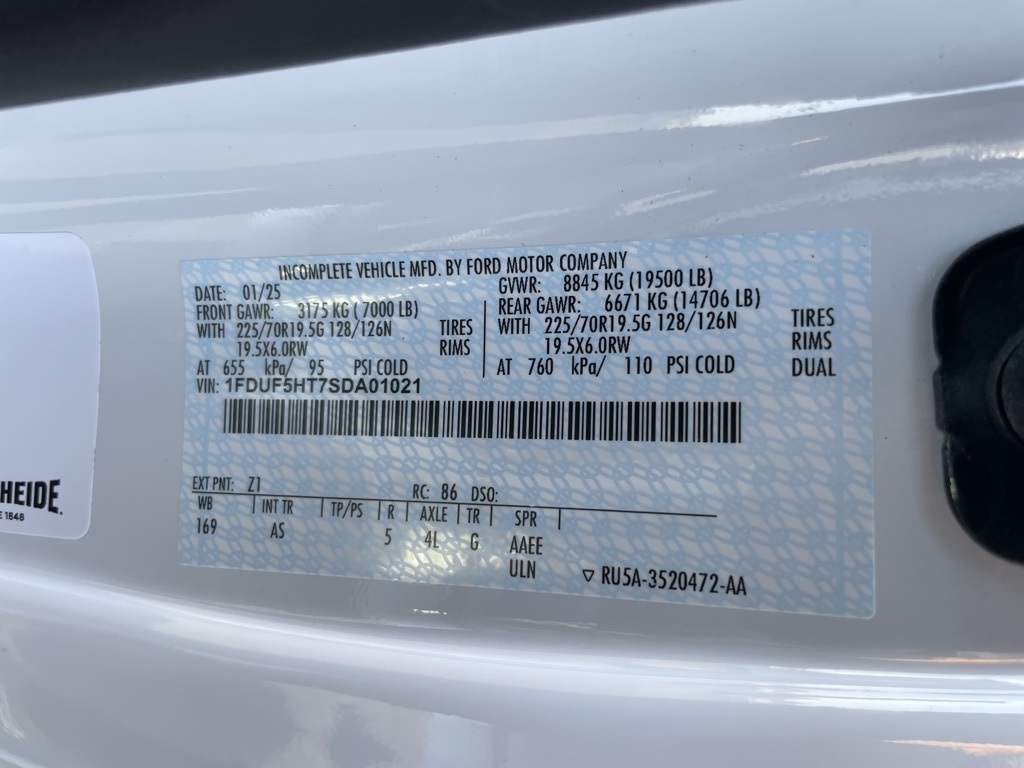 INCOMPLETE VEHICLE MFD. BY FORD MOTOR COMPANY
DATE: 01/25
FRONT GAWR: 3175 KG ( 7000 LB)
WITH 225/70R19.5G 128/126N TIRES
19.5X6.0RW RIMS
AT 655 kPa/ 95 PSI COLD
GVWR: 8845 KG (19500 LB)
REAR GAWR: 6671 KG (14706 LB)
WITH 225/70R19.5G 128/126N TIRES
19.5X6.0RW RIMS
AT 760 kPa/ 110 PSI COLD DUAL
VIN: 1FDUF5HT7SDA01021
EXT PNT: Z1 RC: 86 DSO:
WB INT TR TP/PS R AXLE TR SPR
169 AS 5 4L G AAEE
ULN
▽ RU5A-3520472-AA
HEIDE.
E 1848